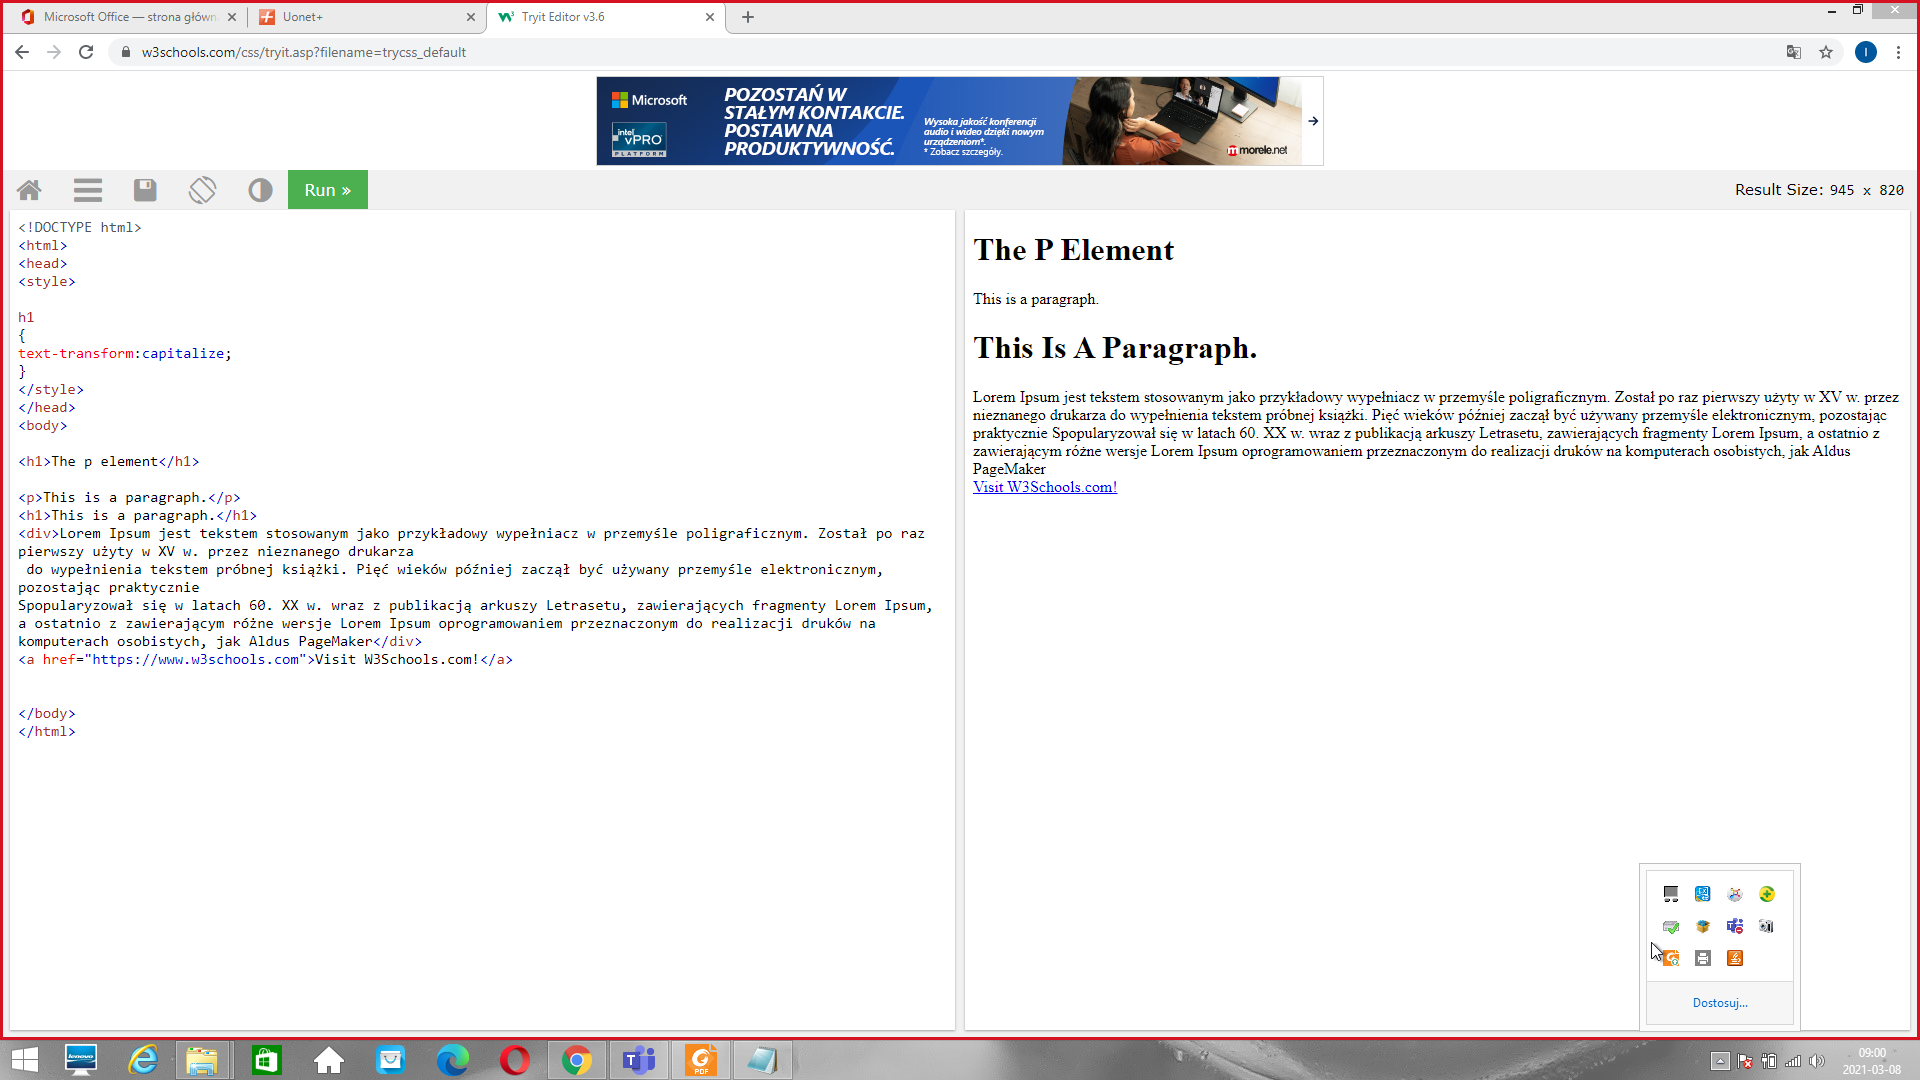 Microsoft Office — strona główn
Uonet+
Tryit Editor v3.6
w3schools.com/css/tryit.asp?filename=trycss_default
Microsoft
intel
vPRO
PLATFORM
POZOSTAŃ W
STAŁYM KONTAKCIE.
POSTAW NA
PRODUKTYWNOŚĆ.
Wysoka jakość konferencji
audio i wideo dzięki nowym
urządzeniom*.
* Zobacz szczegóły.
morele.net
Run »
Result Size: 945 x 820
<!DOCTYPE html>
<html>
<head>
<style>
h1
{
text-transform:capitalize;
}
</style>
</head>
<body>
<h1>The p element</h1>
<p>This is a paragraph.</p>
<h1>This is a paragraph.</h1>
<div>Lorem Ipsum jest tekstem stosowanym jako przykładowy wypełniacz w przemyśle poligraficznym. Został po raz
pierwszy użyty w XV w. przez nieznanego drukarza
do wypełnienia tekstem próbnej książki. Pięć wieków później zaczął być używany przemyśle elektronicznym,
pozostając praktycznie
Spopularyzował się w latach 60. XX w. wraz z publikacją arkuszy Letrasetu, zawierających fragmenty Lorem Ipsum,
a ostatnio z zawierającym różne wersje Lorem Ipsum oprogramowaniem przeznaczonym do realizacji druków na
komputerach osobistych, jak Aldus PageMaker</div>
<a href="https://www.w3schools.com">Visit W3Schools.com!</a>
</body>
</html>
The P Element
This is a paragraph.
This Is A Paragraph.
Lorem Ipsum jest tekstem stosowanym jako przykładowy wypełniacz w przemyśle poligraficznym. Został po raz pierwszy użyty w XV w. przez
nieznanego drukarza do wypełnienia tekstem próbnej książki. Pięć wieków później zaczął być używany przemyśle elektronicznym, pozostając
praktycznie Spopularyzował się w latach 60. XX w. wraz z publikacją arkuszy Letrasetu, zawierających fragmenty Lorem Ipsum, a ostatnio z
zawierającym różne wersje Lorem Ipsum oprogramowaniem przeznaczonym do realizacji druków na komputerach osobistych, jak Aldus
PageMaker
Visit W3Schools.com!
Dostosuj...
lenovo
PDF
09:00
2021-03-08